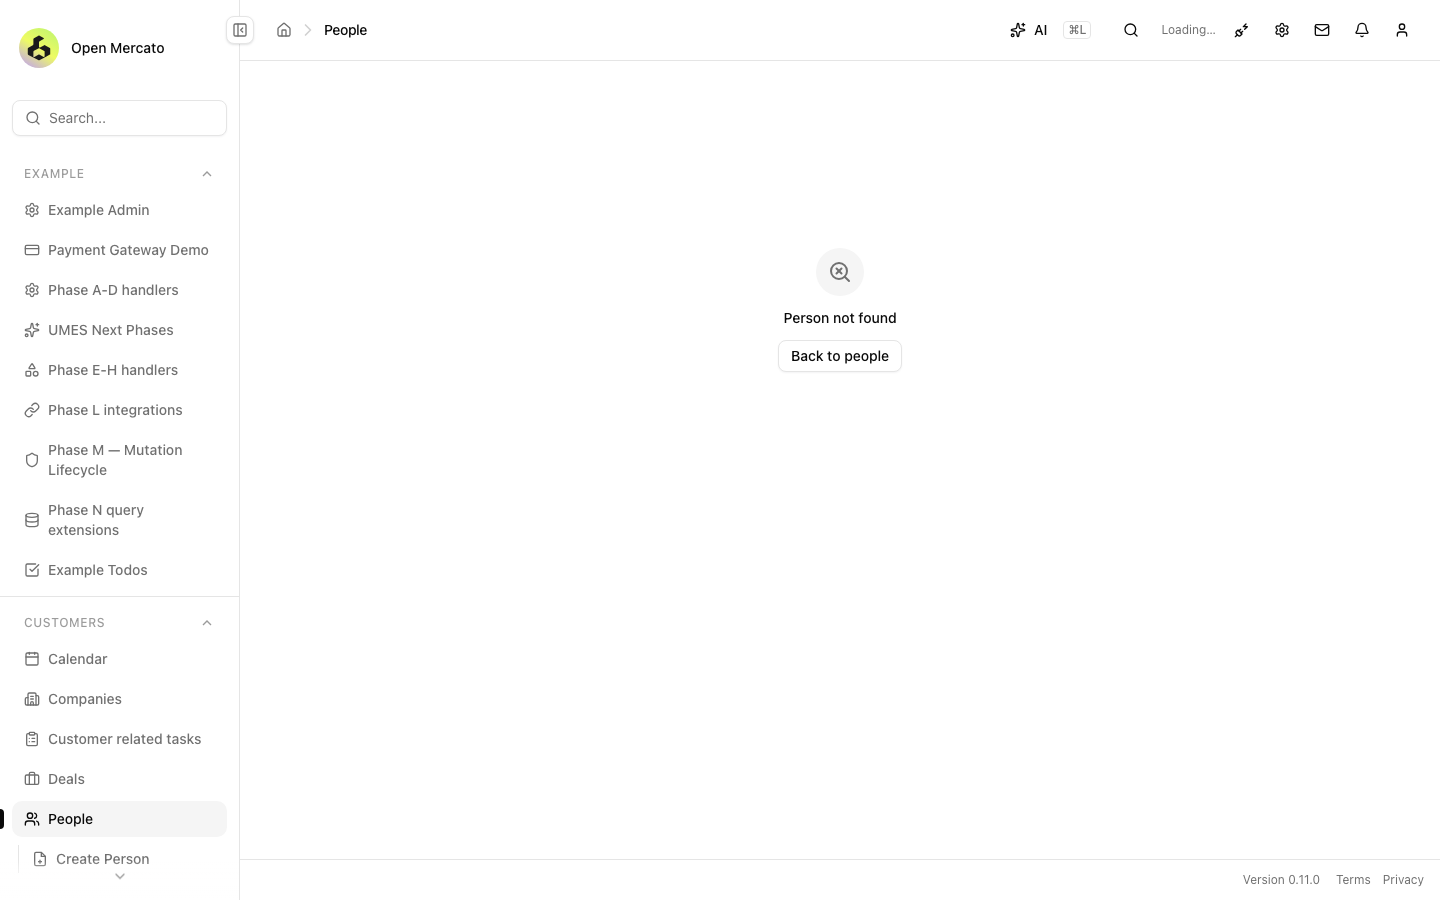 Open Mercato
People
AI
⌘L
Loading...
Search...
EXAMPLE
Example Admin
Payment Gateway Demo
Phase A-D handlers
UMES Next Phases
Phase E-H handlers
Phase L integrations
Phase M — Mutation
Lifecycle
Phase N query
extensions
Example Todos
CUSTOMERS
Calendar
Companies
Customer related tasks
Deals
People
Create Person
Person not found
Back to people
Version 0.11.0
Terms
Privacy